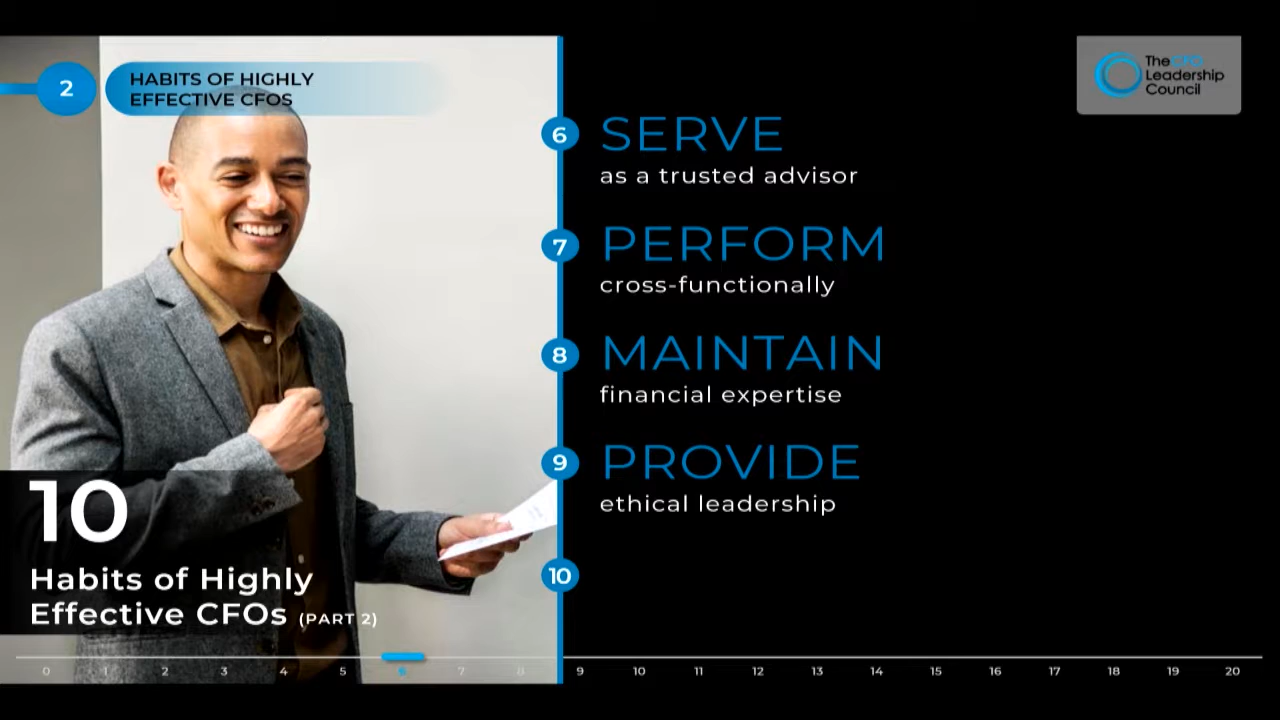 2
HABITS OF HIGHLY
EFFECTIVE CFOS
The CFO
Leadership
Council
6
SERVE
as a trusted advisor
7
PERFORM
cross-functionally
8
MAINTAIN
financial expertise
9
PROVIDE
ethical leadership
10
10
Habits of Highly
Effective CFOs (PART 2)
0 1 2 3 4 5 6 7 8 9 10 11 12 13 14 15 16 17 18 19 20